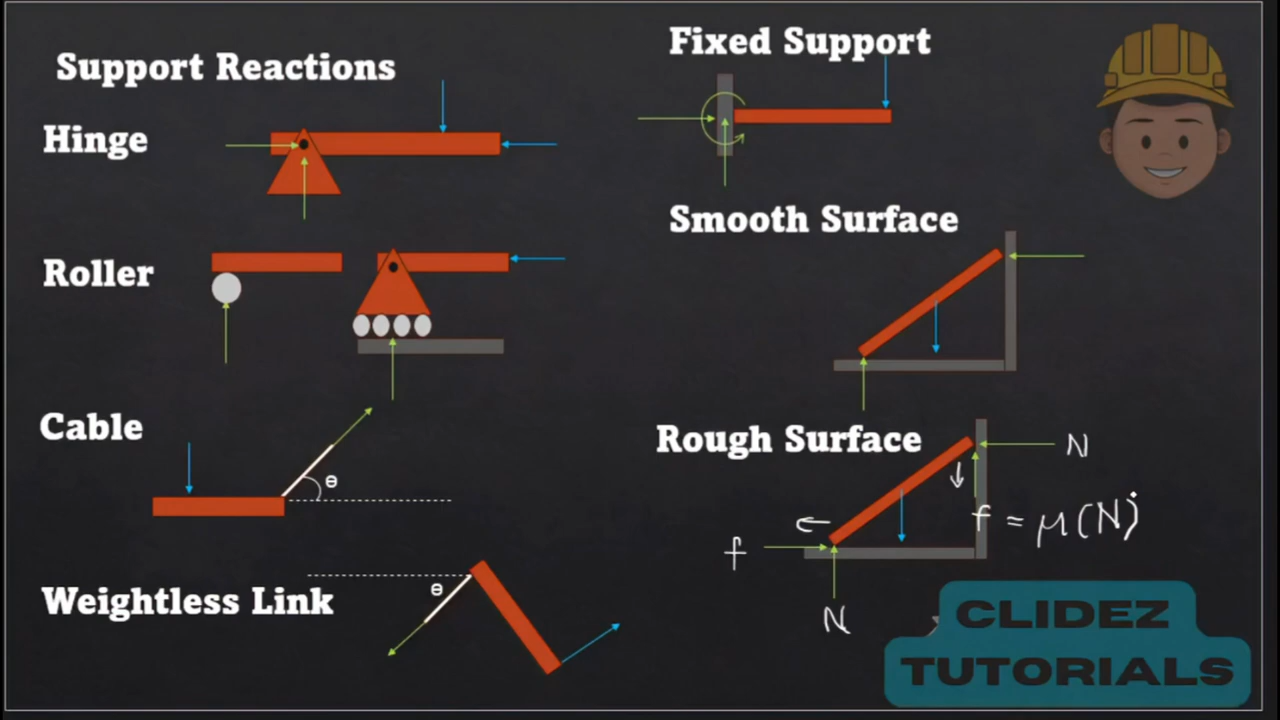 Support Reactions
Hinge
Roller
Cable
θ
Weightless Link
θ
Fixed Support
Smooth Surface
Rough Surface
N
f = μ(N)
f
N
CLIDEZ
TUTORIALS